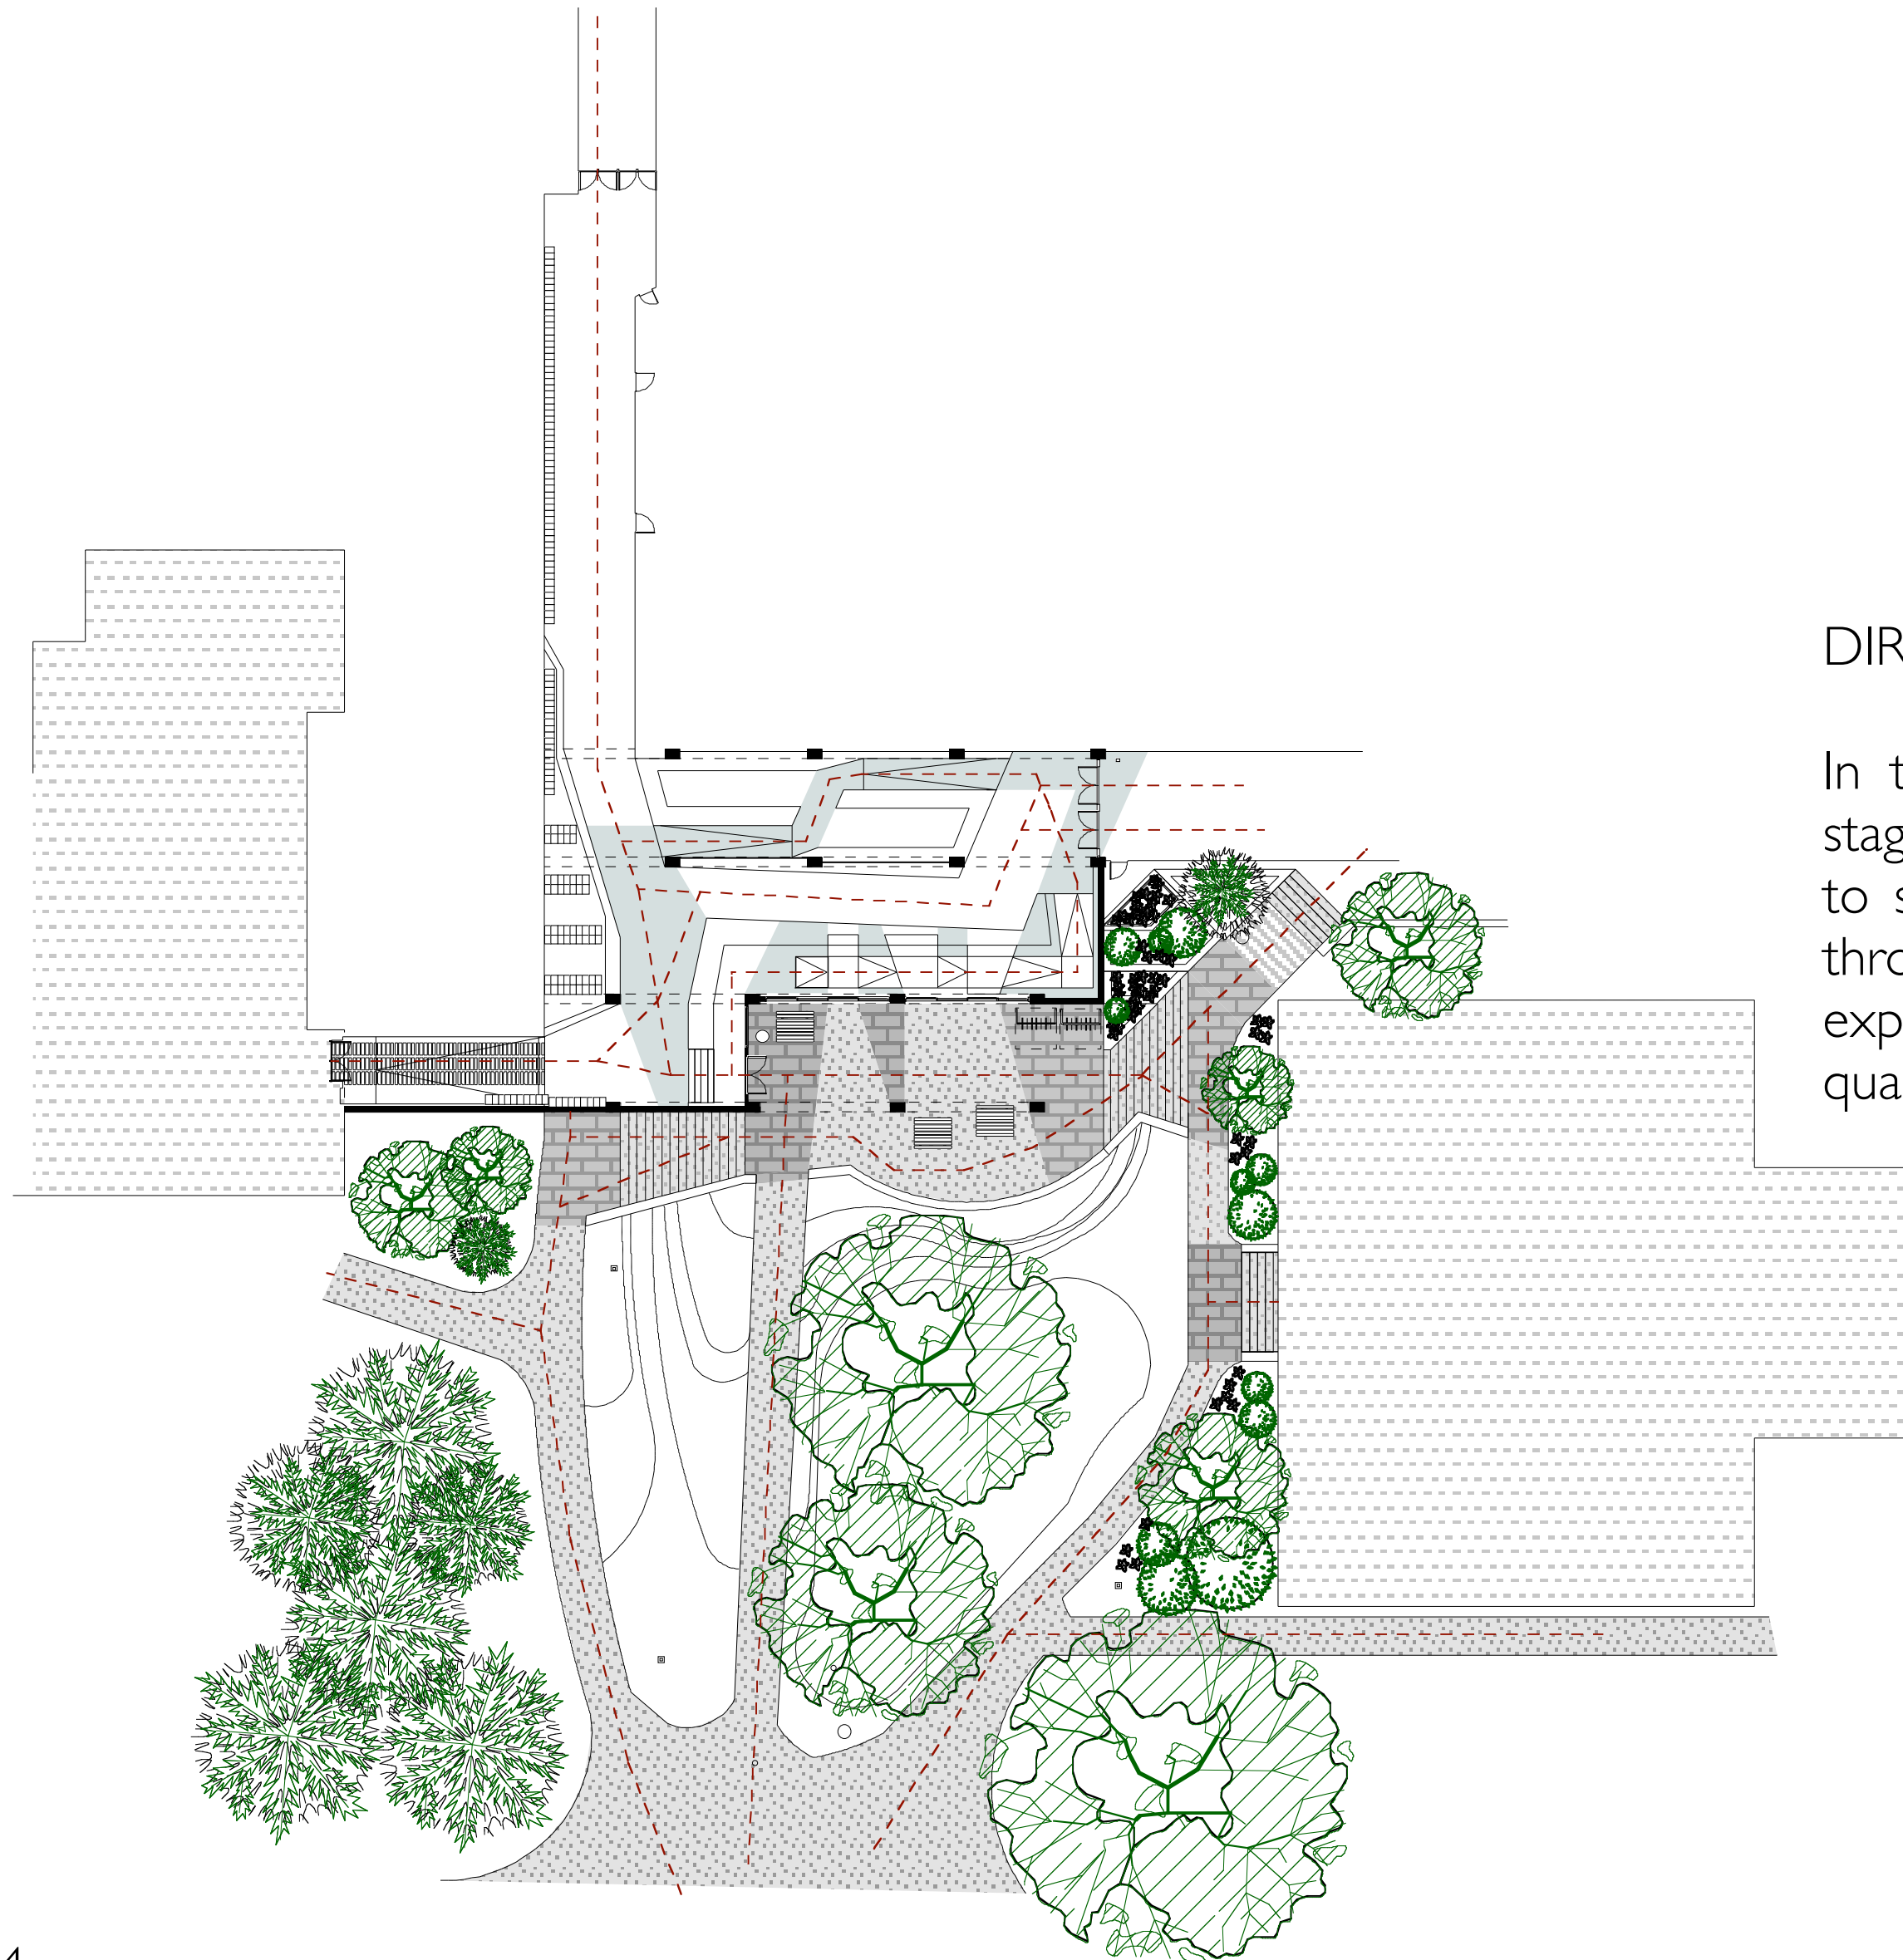 DIR
In t
stag
to s
thro
exp
qua
4